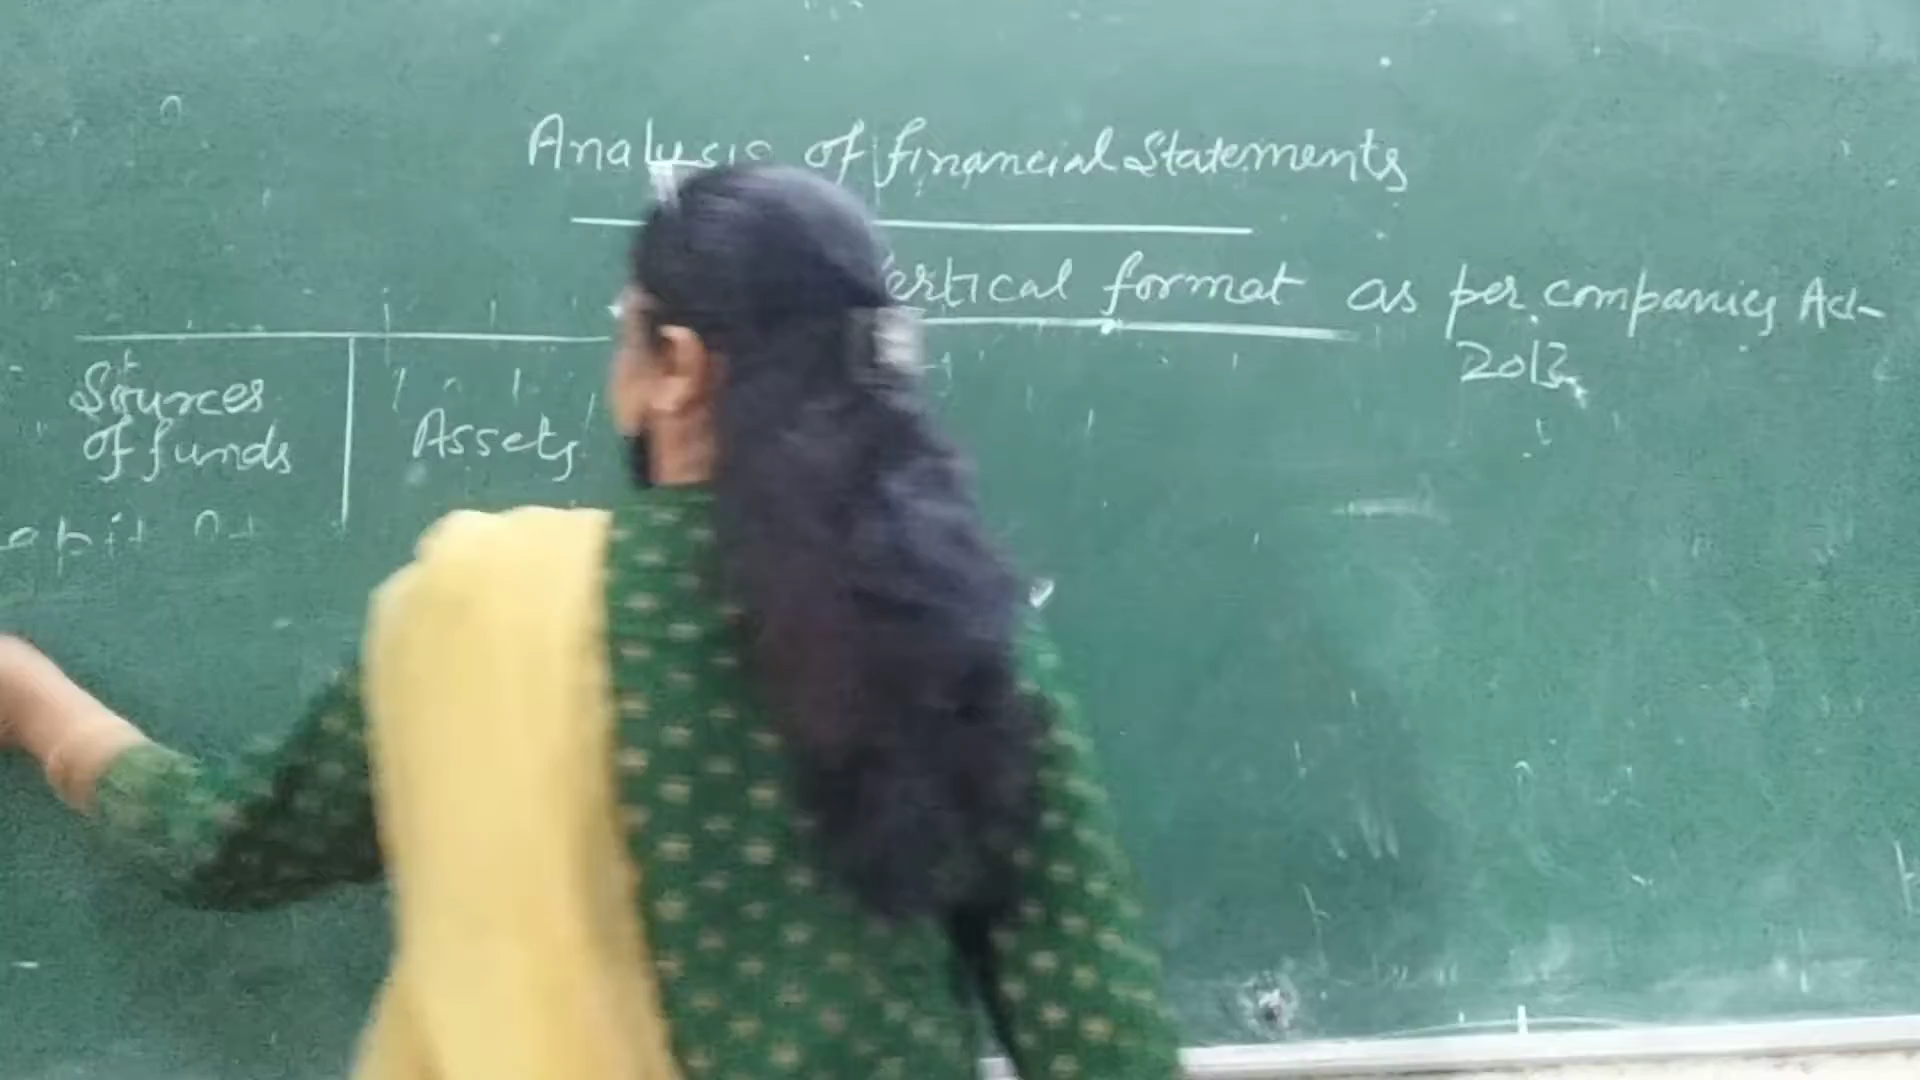 Analysis of financial Statements
ertical format as per companies Act
2013
Sources
of funds
Assets